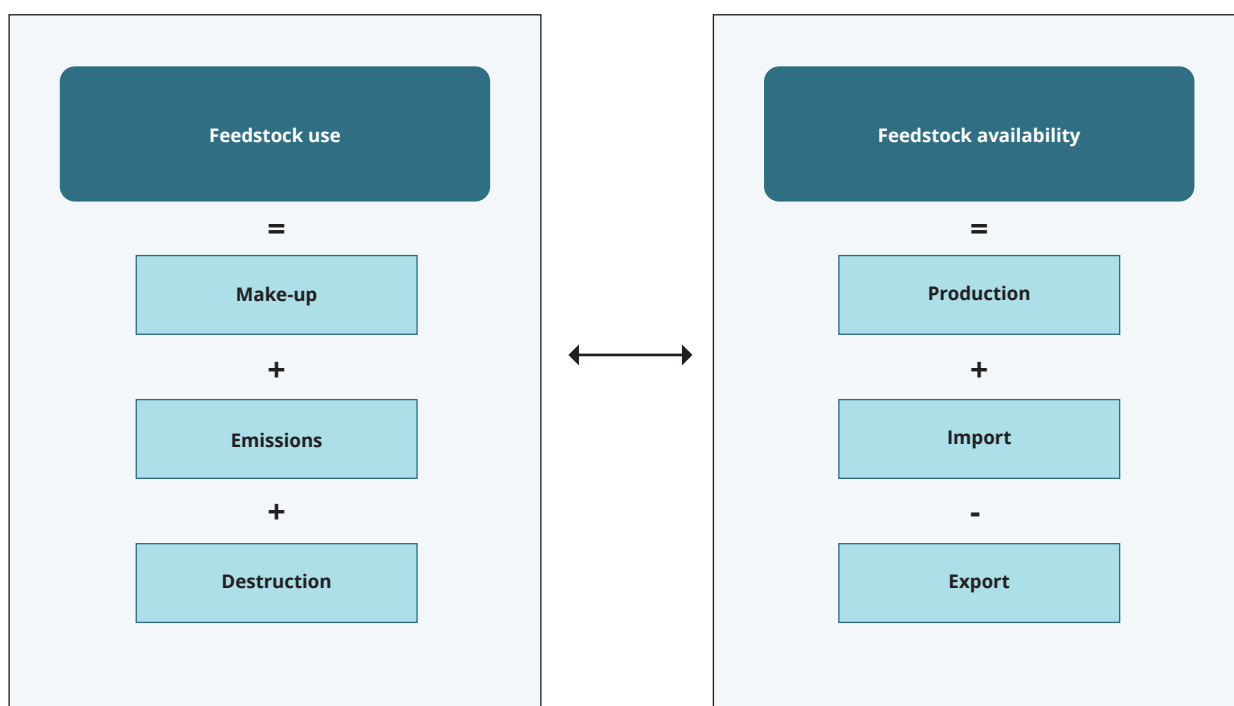 Feedstock use
=
Make-up
+
Emissions
+
Destruction
Feedstock availability
=
Production
+
Import
-
Export